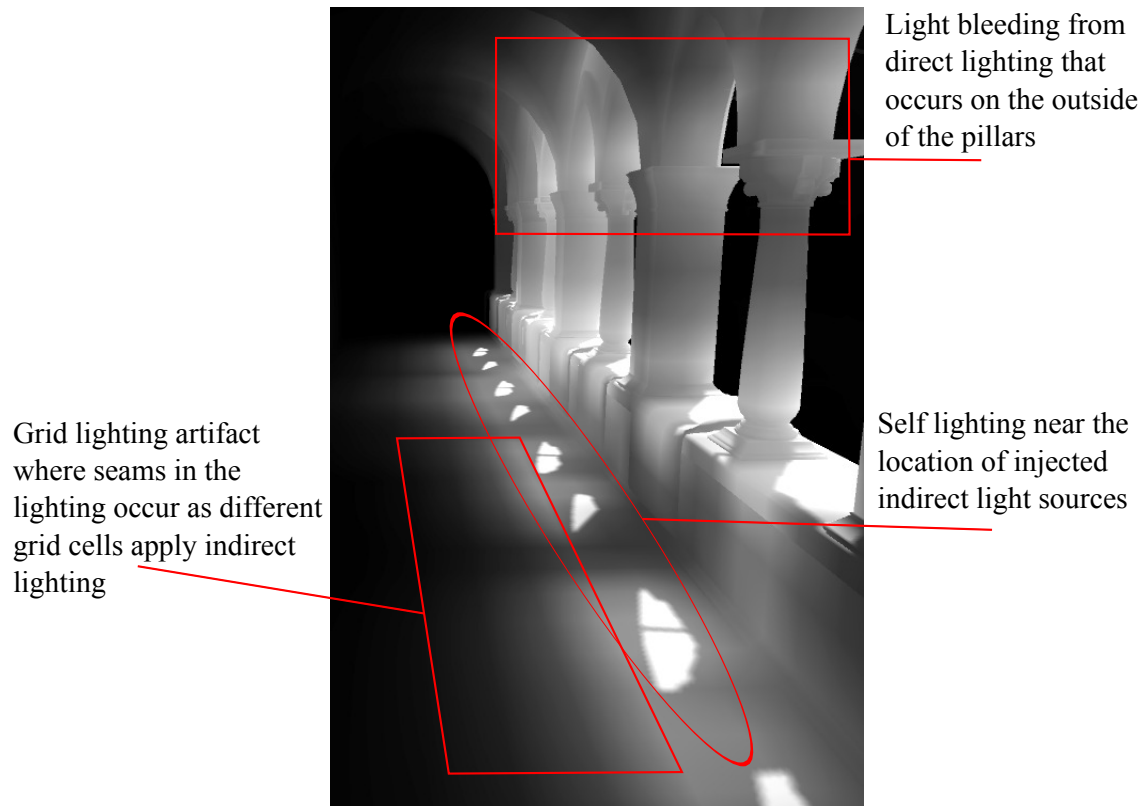 Light bleeding from
direct lighting that
occurs on the outside
of the pillars
Grid lighting artifact
where seams in the
lighting occur as different
grid cells apply indirect
lighting
Self lighting near the
location of injected
indirect light sources